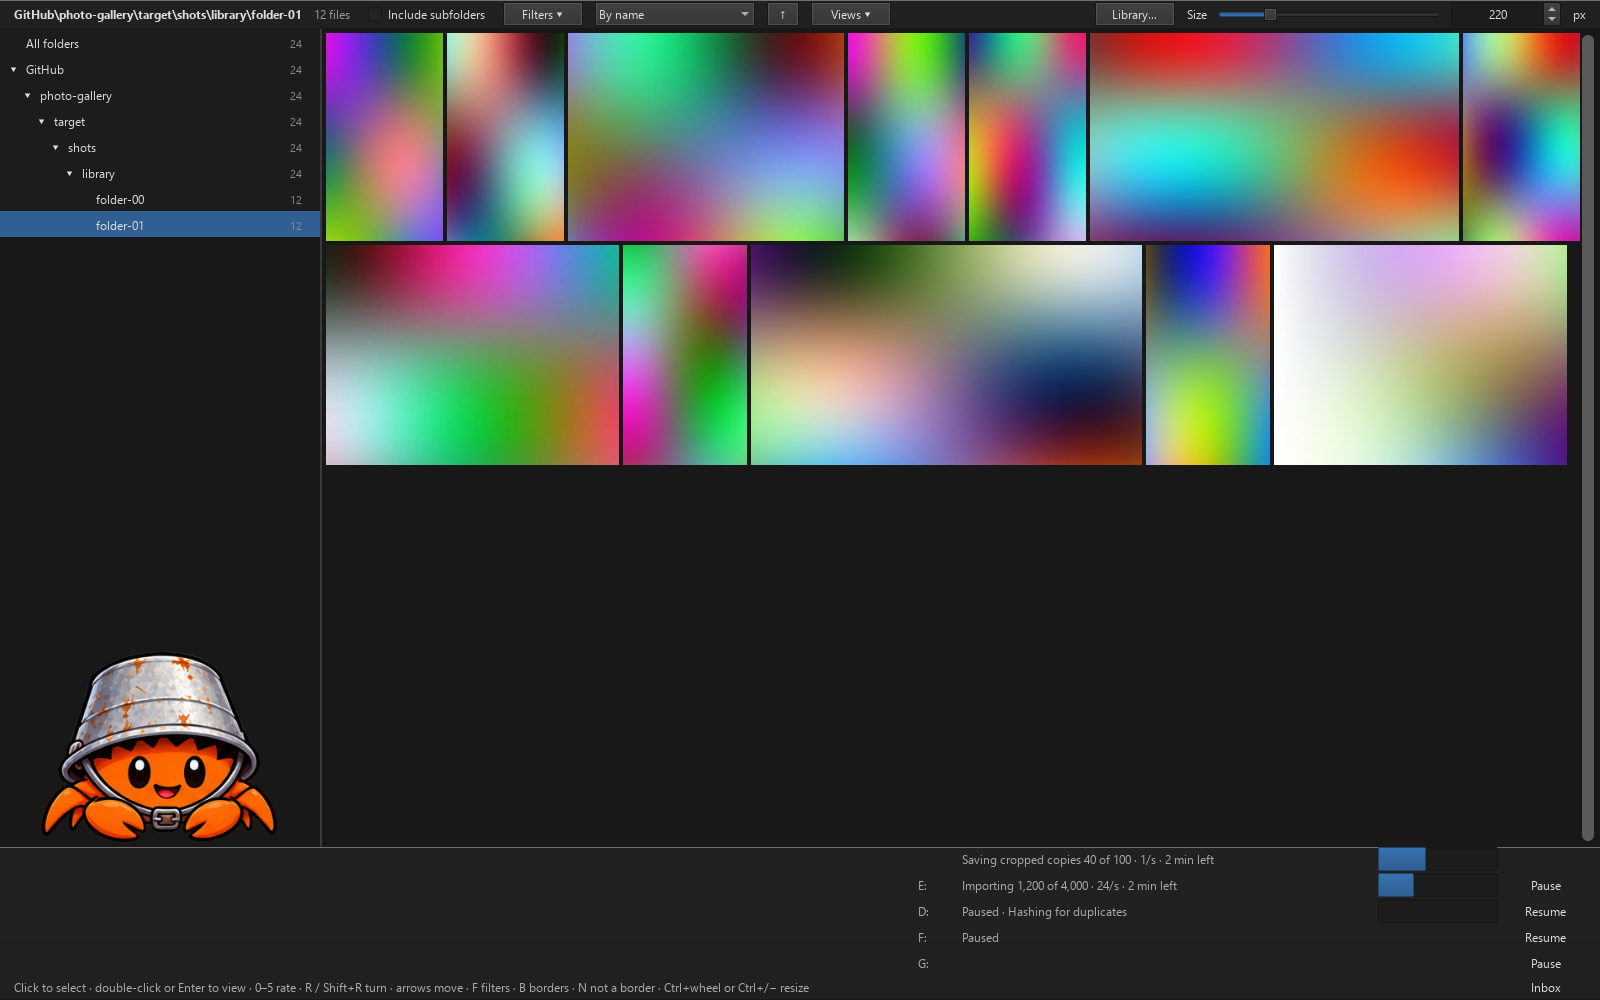 GitHub\photo-gallery\target\shots\library\folder-01 12 files Include subfolders Filters ▾ By name ↑ Views ▾ Library... Size 220 px
All folders 24
GitHub 24
photo-gallery 24
target 24
shots 24
library 24
folder-00 12
folder-01 12
Saving cropped copies 40 of 100 · 1/s · 2 min left
E: Importing 1,200 of 4,000 · 24/s · 2 min left Pause
D: Paused · Hashing for duplicates Resume
F: Paused Resume
G: Pause
Click to select · double-click or Enter to view · 0–5 rate · R / Shift+R turn · arrows move · F filters · B borders · N not a border · Ctrl+wheel or Ctrl+/− resize Inbox